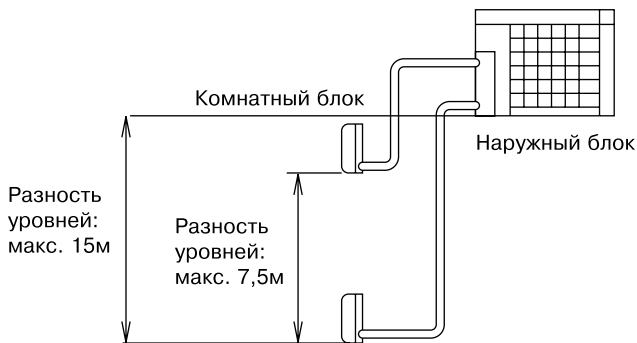 Комнатный блок
Наружный блок
Разность
уровней:
макс. 15м
Разность
уровней:
макс. 7,5м